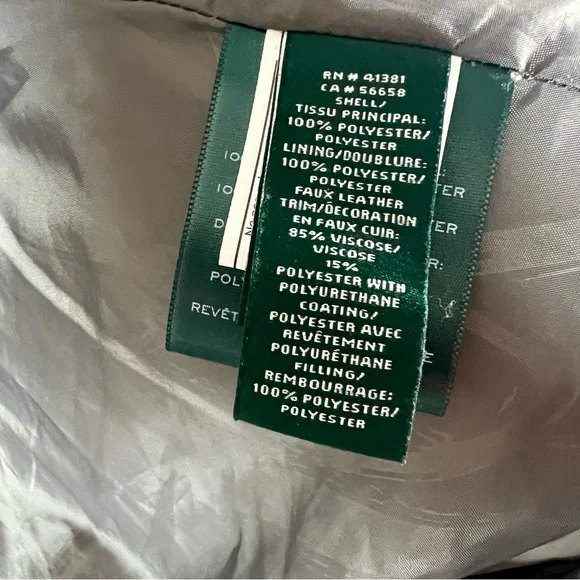 RN # 41381
CA # 56658
SHELL/
TISSU PRINCIPAL:
100% POLYESTER/
POLYESTER
LINING/DOUBLURE:
100% POLYESTER/
POLYESTER
FAUX LEATHER
TRIM/DÉCORATION
EN FAUX CUIR:
85% VISCOSE/
VISCOSE
15%
POLYESTER WITH
POLYURETHANE
COATING/
POLYESTER AVEC
REVÊTEMENT
POLYURÉTHANE
FILLING/
REMBOURRAGE:
100% POLYESTER/
POLYESTER